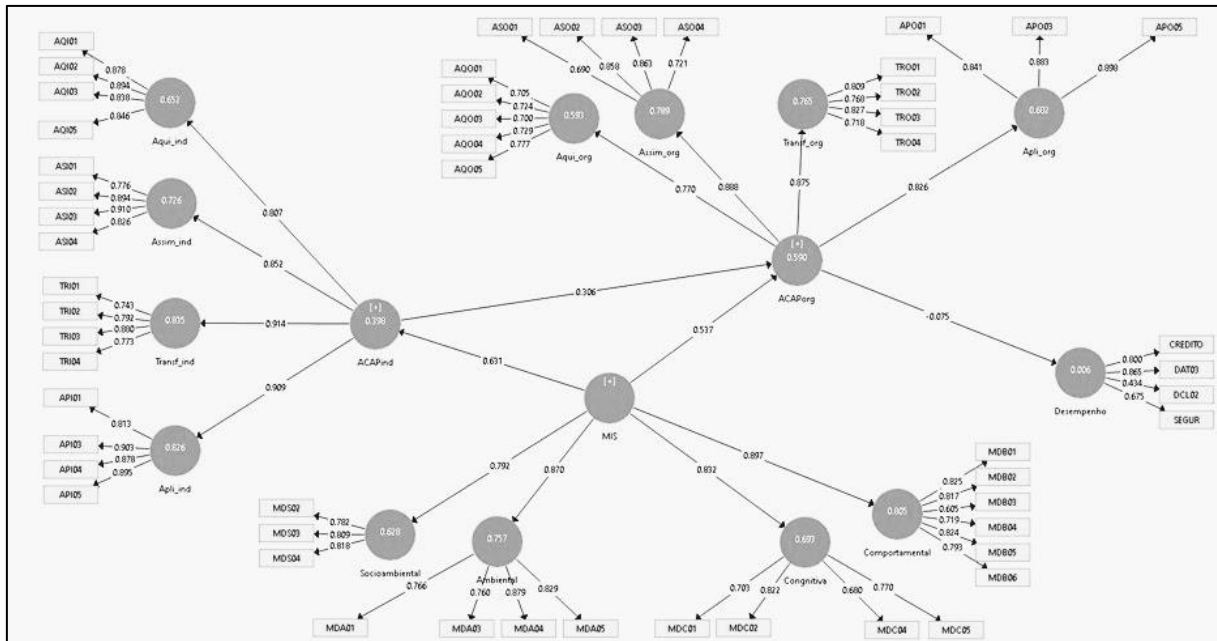 ASO01
ASO02
ASO03
ASO04
APO01
APO03
APO05
AQI01
AQI02
AQI03
AQI05
0.878
0.894
0.838
0.846
0.652
Aqui_ind
AQO01
AQO02
AQO03
AQO04
AQO05
0.705
0.724
0.700
0.729
0.777
0.593
Aqui_org
0.690
0.858
0.863
0.721
0.789
Assim_org
0.765
Transf_org
0.809
0.768
0.827
0.718
TRO01
TRO02
TRO03
TRO04
0.841
0.883
0.898
0.682
Apli_org
ASI01
ASI02
ASI03
ASI04
0.776
0.894
0.910
0.826
0.726
Assim_ind
0.807
0.852
0.770
0.888
0.875
0.826
[+]
0.590
ACAPorg
TRI01
TRI02
TRI03
TRI04
0.743
0.792
0.880
0.773
0.835
Transf_ind
0.914
[+]
0.398
ACAPind
0.306
0.537
-0.075
0.631
0.909
CREDITO
DAT03
DCL02
SEGUR
0.800
0.865
0.434
0.675
0.006
Desempenho
[+]
MIS
API01
API03
API04
API05
0.813
0.903
0.878
0.895
0.826
Apli_ind
0.792
0.870
0.832
0.897
MDS02
MDS03
MDS04
0.782
0.809
0.818
0.628
Socioambiental
0.757
Ambiental
0.766
0.760
0.879
0.829
MDA01
MDA03
MDA04
MDA05
0.693
Congnitiva
0.703
0.822
0.680
0.770
MDC01
MDC02
MDC04
MDC05
0.805
Comportamental
0.825
0.817
0.605
0.719
0.824
0.793
MDB01
MDB02
MDB03
MDB04
MDB05
MDB06